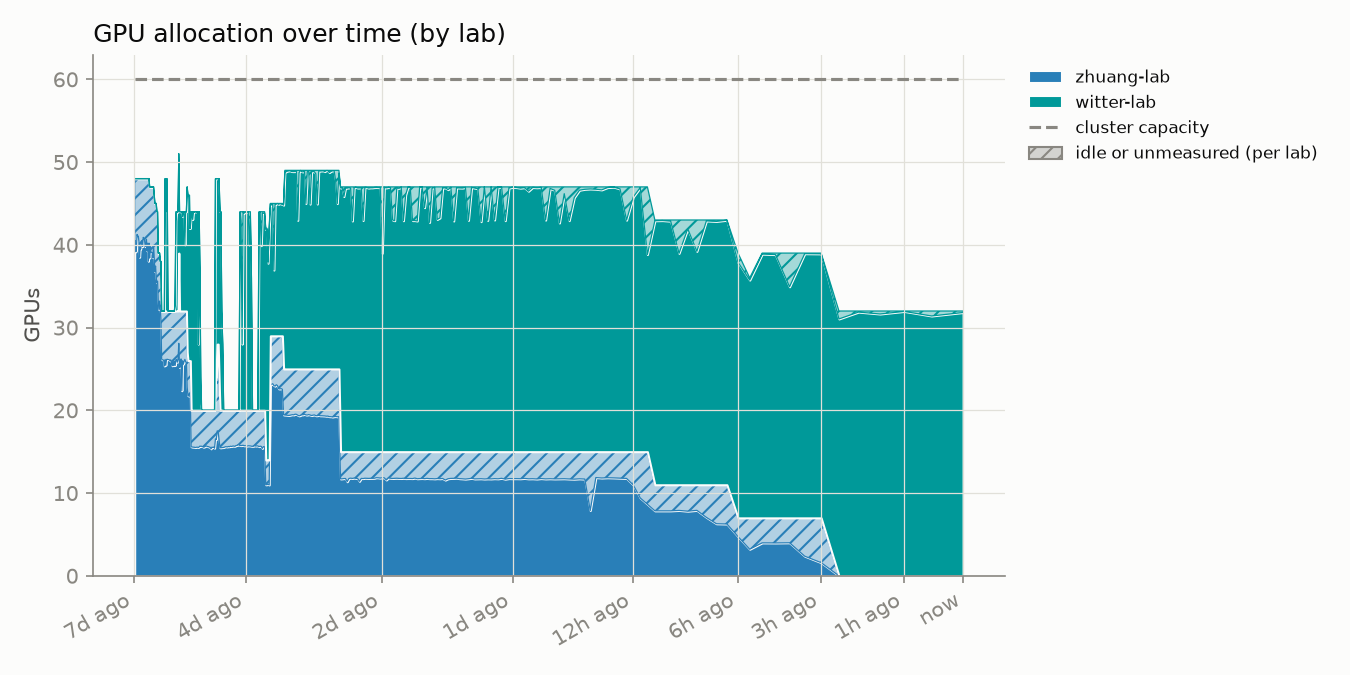 GPU allocation over time (by lab)
60
50
40
30
20
10
0
GPUs
7d ago
4d ago
2d ago
1d ago
12h ago
6h ago
3h ago
1h ago
now
zhuang-lab
witter-lab
cluster capacity
idle or unmeasured (per lab)